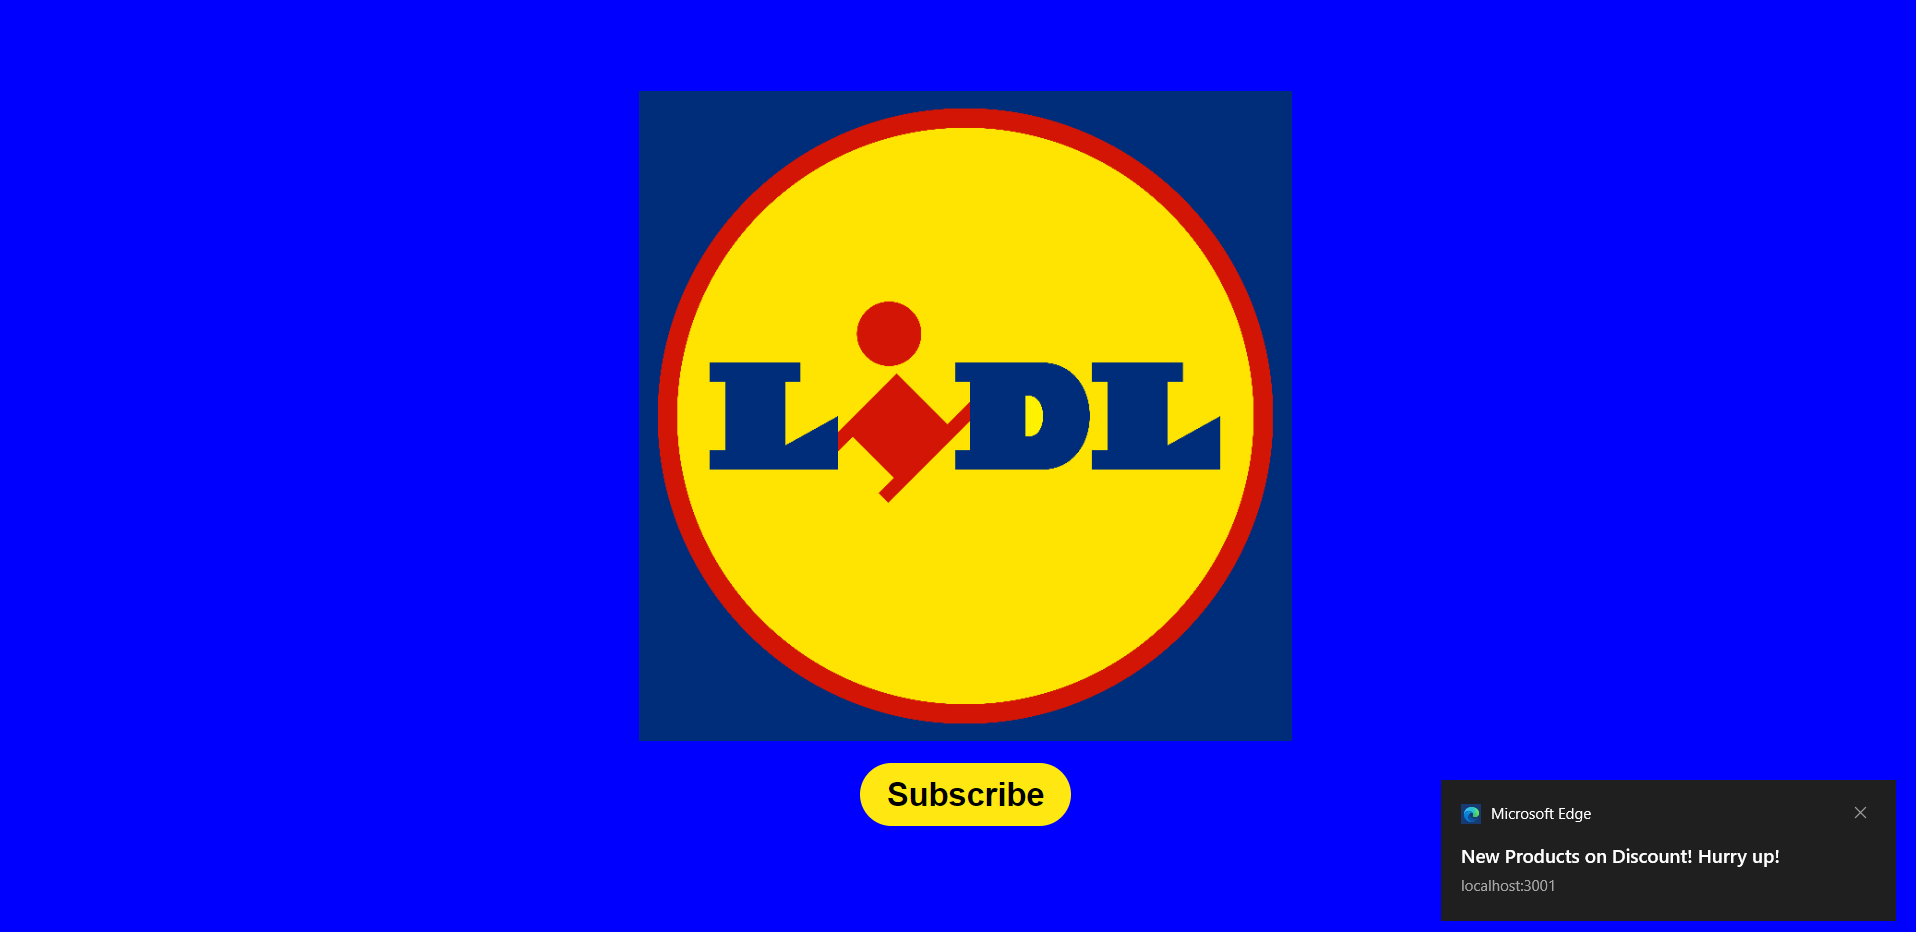 LiDL
Subscribe
Microsoft Edge
New Products on Discount! Hurry up!
localhost:3001